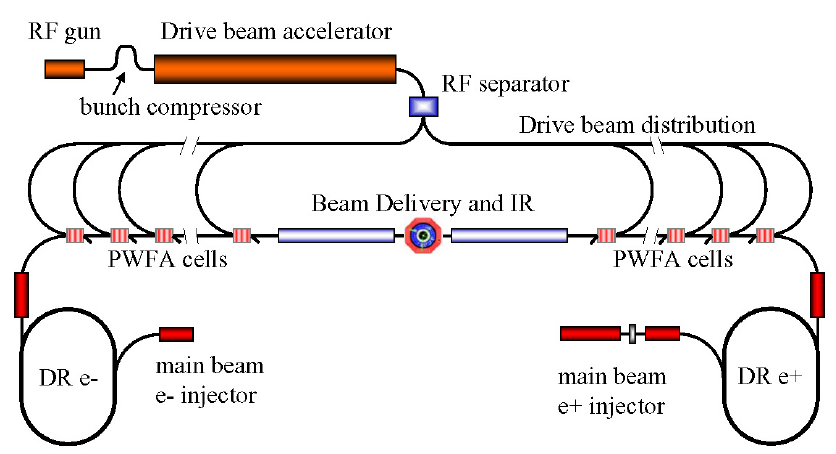 RF gun
Drive beam accelerator
bunch compressor
RF separator
Drive beam distribution
Beam Delivery and IR
PWFA cells
PWFA cells
DR e-
main beam
e- injector
main beam
e+ injector
DR e+